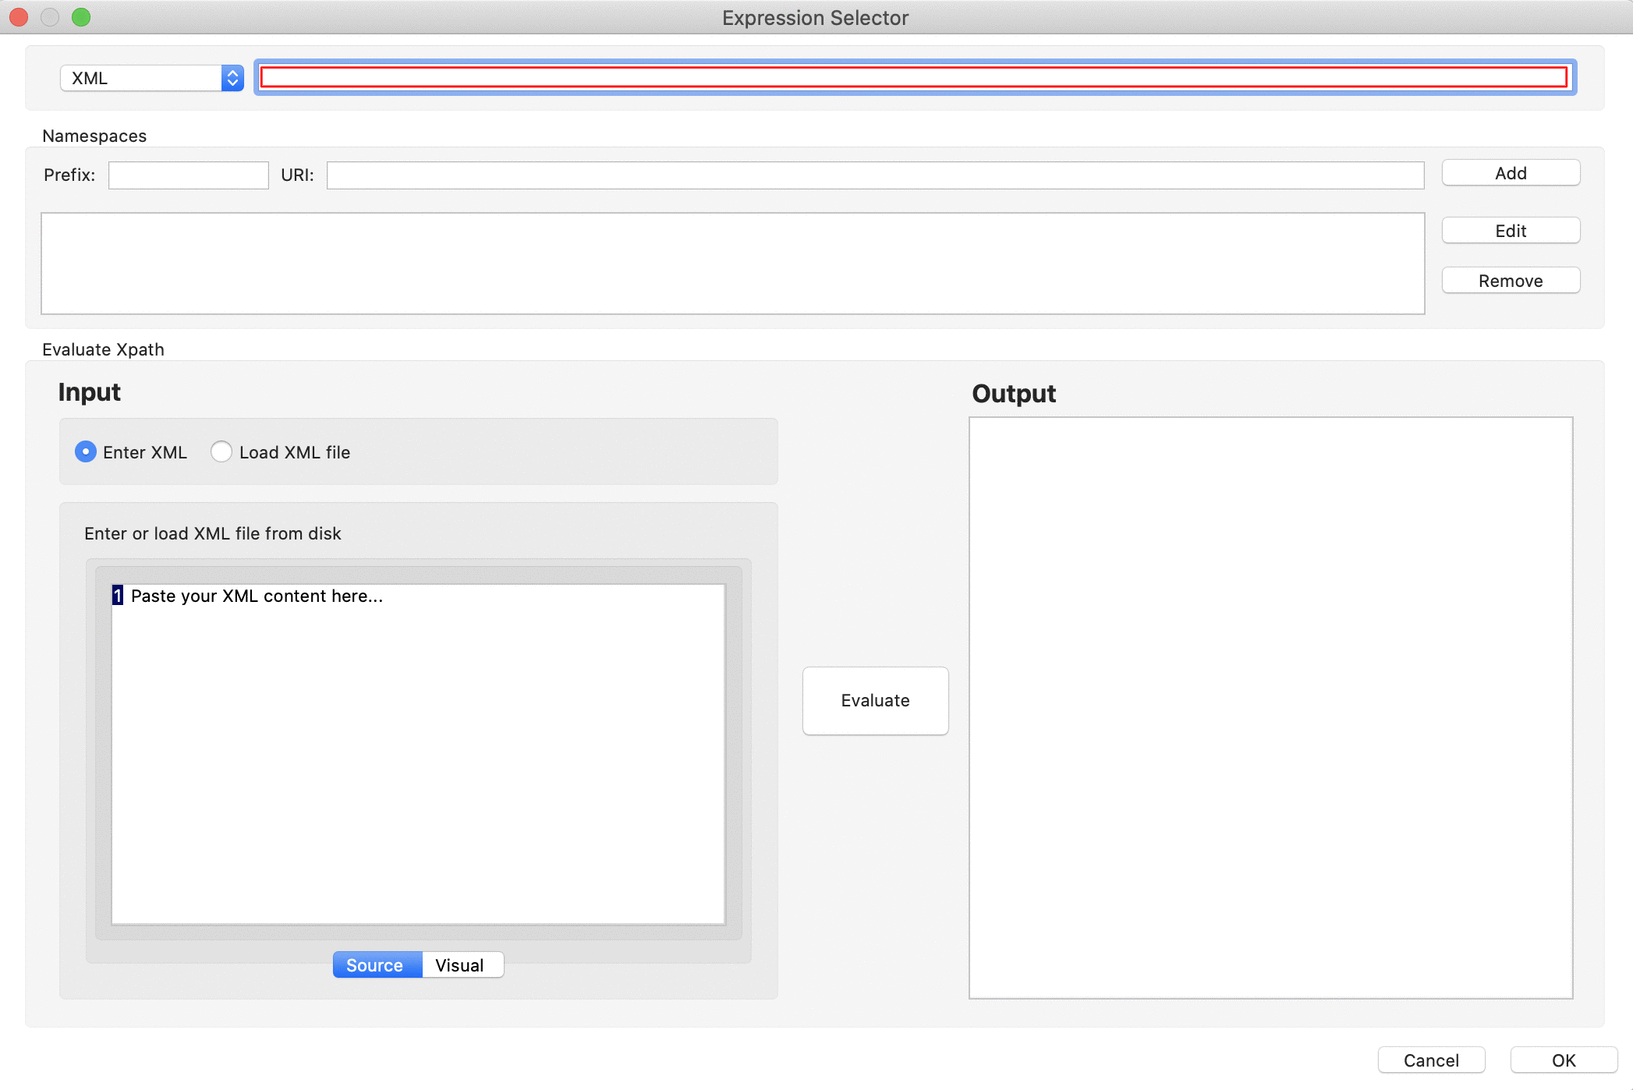 Expression Selector
XML
Namespaces
Prefix:
URI:
Add
Edit
Remove
Evaluate Xpath
Input
Output
Enter XML
Load XML file
Enter or load XML file from disk
1 Paste your XML content here...
Evaluate
Source
Visual
Cancel
OK